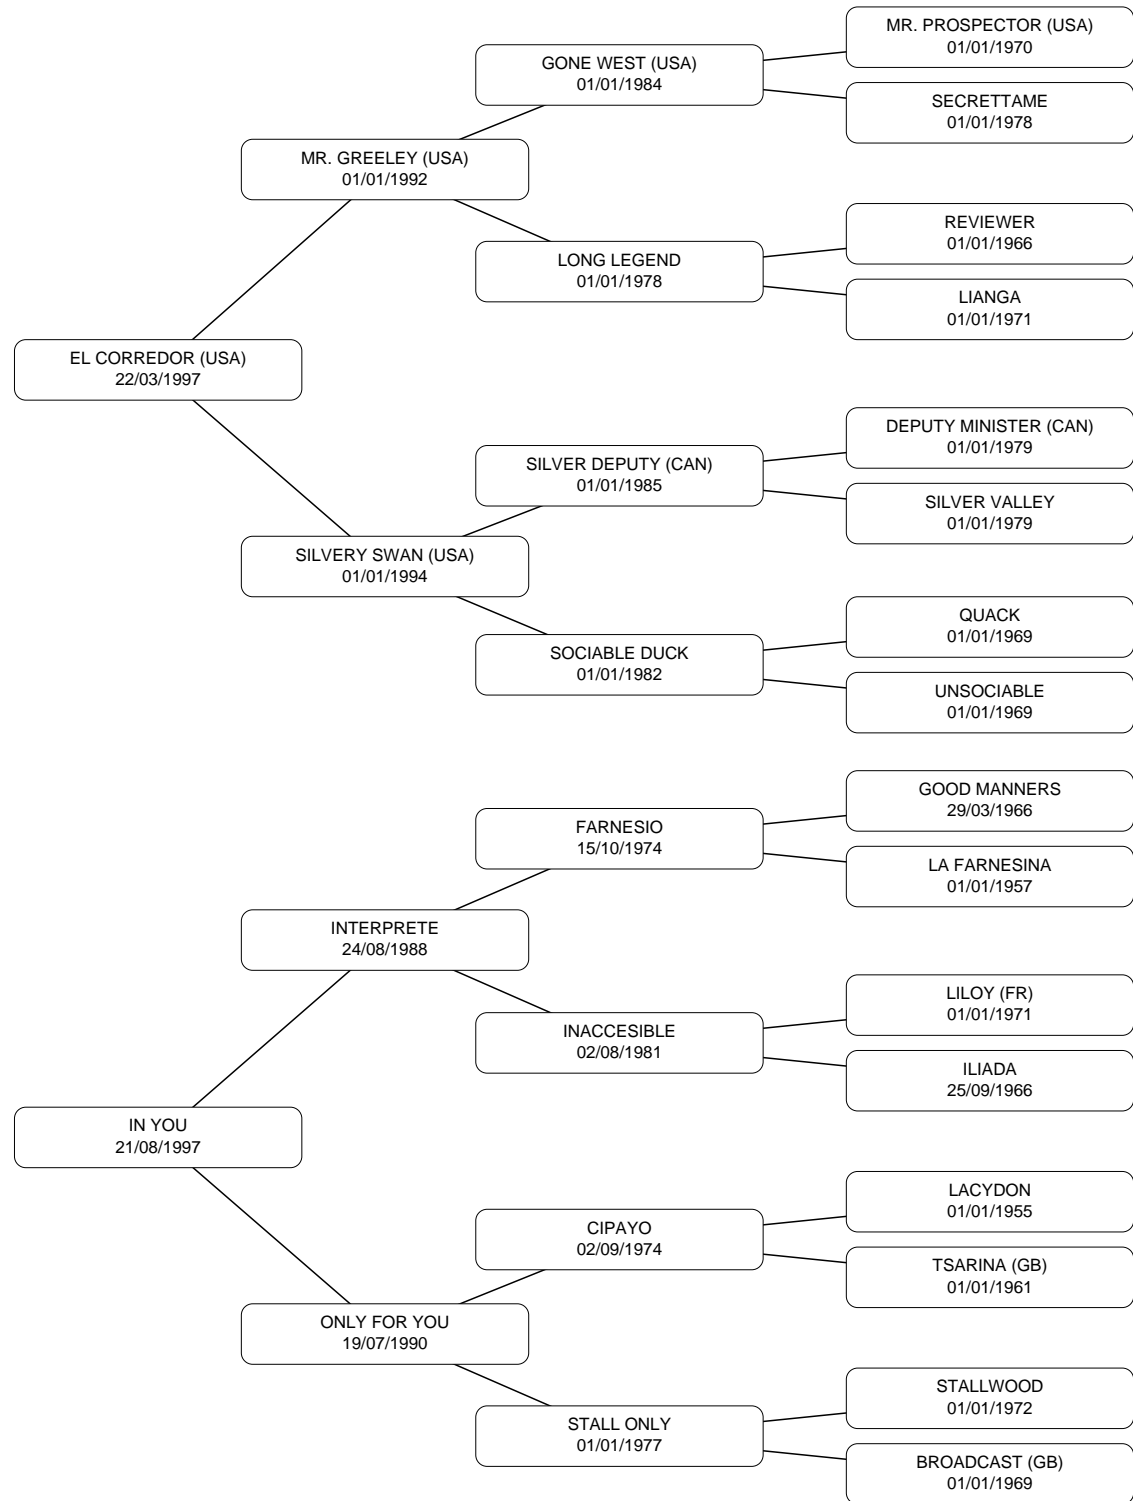 MR. PROSPECTOR (USA)
01/01/1970
GONE WEST (USA)
01/01/1984
SECRETTAME
01/01/1978
MR. GREELEY (USA)
01/01/1992
REVIEWER
01/01/1966
LONG LEGEND
01/01/1978
LIANGA
01/01/1971
EL CORREDOR (USA)
22/03/1997
DEPUTY MINISTER (CAN)
01/01/1979
SILVER DEPUTY (CAN)
01/01/1985
SILVER VALLEY
01/01/1979
SILVERY SWAN (USA)
01/01/1994
QUACK
01/01/1969
SOCIABLE DUCK
01/01/1982
UNSOCIABLE
01/01/1969
GOOD MANNERS
29/03/1966
FARNESIO
15/10/1974
LA FARNESINA
01/01/1957
INTERPRETE
24/08/1988
LILOY (FR)
01/01/1971
INACCESIBLE
02/08/1981
ILIADA
25/09/1966
IN YOU
21/08/1997
LACYDON
01/01/1955
CIPAYO
02/09/1974
TSARINA (GB)
01/01/1961
ONLY FOR YOU
19/07/1990
STALLWOOD
01/01/1972
STALL ONLY
01/01/1977
BROADCAST (GB)
01/01/1969